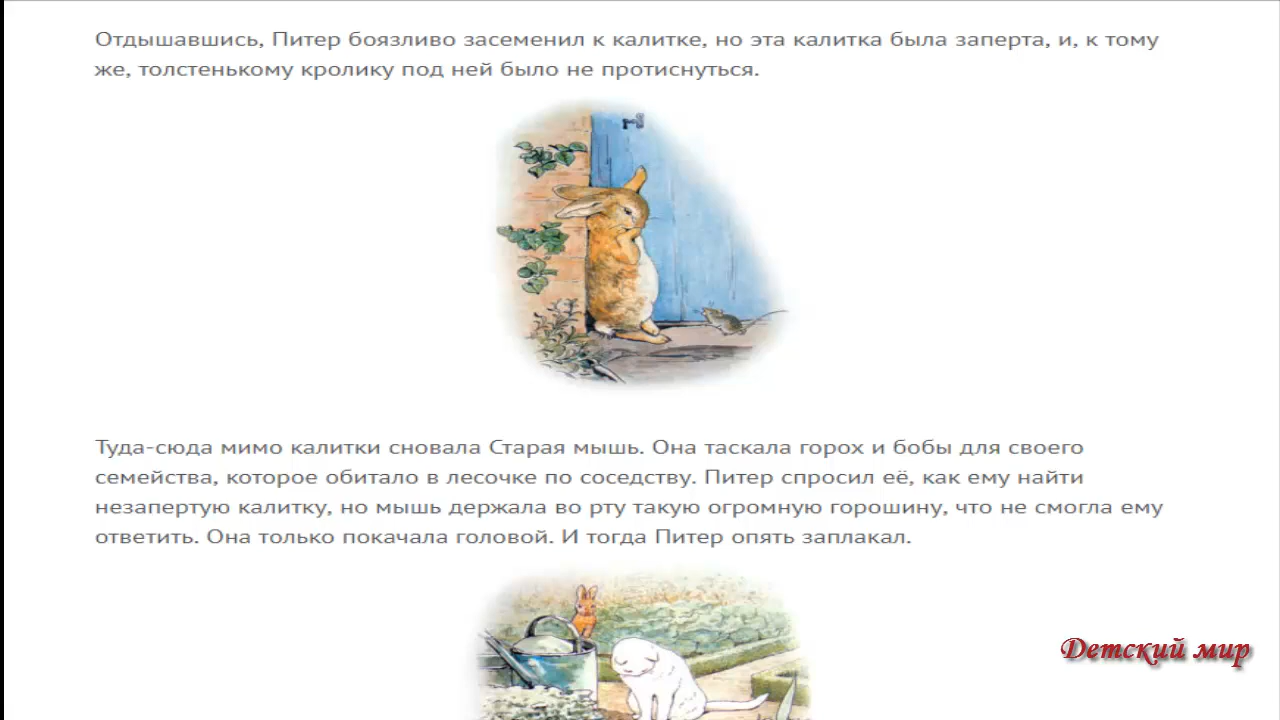 Отдышавшись, Питер боязливо засеменил к калитке, но эта калитка была заперта, и, к тому
же, толстенькому кролику под ней было не протиснуться.
Туда-сюда мимо калитки сновала Старая мышь. Она таскала горох и бобы для своего
семейства, которое обитало в лесочке по соседству. Питер спросил её, как ему найти
незапертую калитку, но мышь держала во рту такую огромную горошину, что не смогла ему
ответить. Она только покачала головой. И тогда Питер опять заплакал.
Детский мир